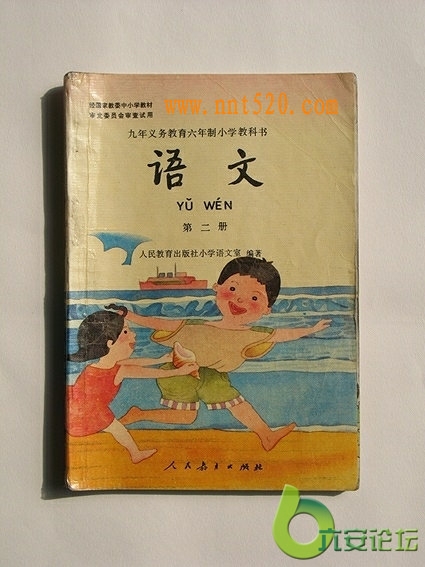 经国家教委中小学教材
审定委员会审查试用
www.nnt520.com
九年义务教育六年制小学教科书
语文
YǓ WÉN
第二册
人民教育出版社小学语文室 编著
人民教育出版社
六安论坛